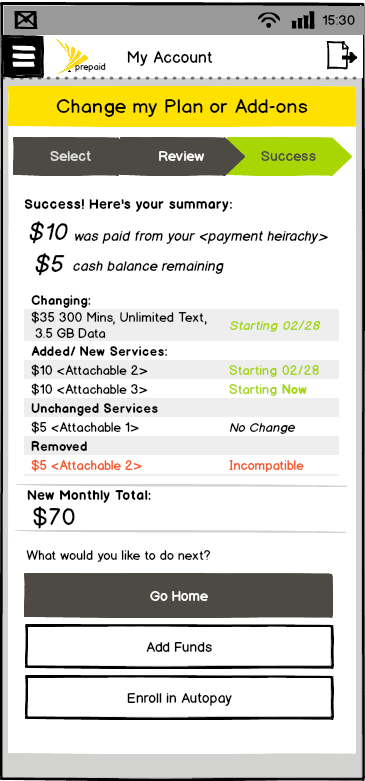 15:30
prepaid
My Account
Change my Plan or Add-ons
Select Review Success
Success! Here's your summary:
$10 was paid from your <payment heirachy>
$5 cash balance remaining
Changing:
$35 300 Mins, Unlimited Text, Starting 02/28
3.5 GB Data
Added/ New Services:
$10 <Attachable 2> Starting 02/28
$10 <Attachable 3> Starting Now
Unchanged Services
$5 <Attachable 1> No Change
Removed
$5 <Attachable 2> Incompatible
New Monthly Total:
$70
What would you like to do next?
Go Home
Add Funds
Enroll in Autopay